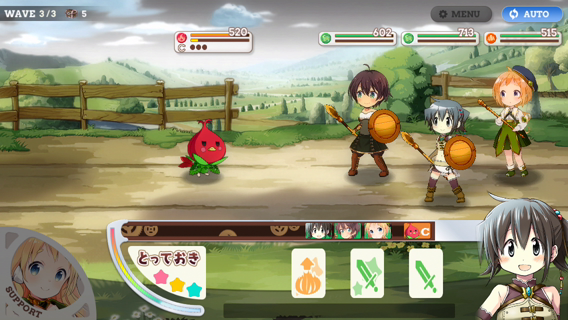 WAVE 3/3 5
MENU
AUTO
520
C
602
713
515
C
とっておき
SUPPORT